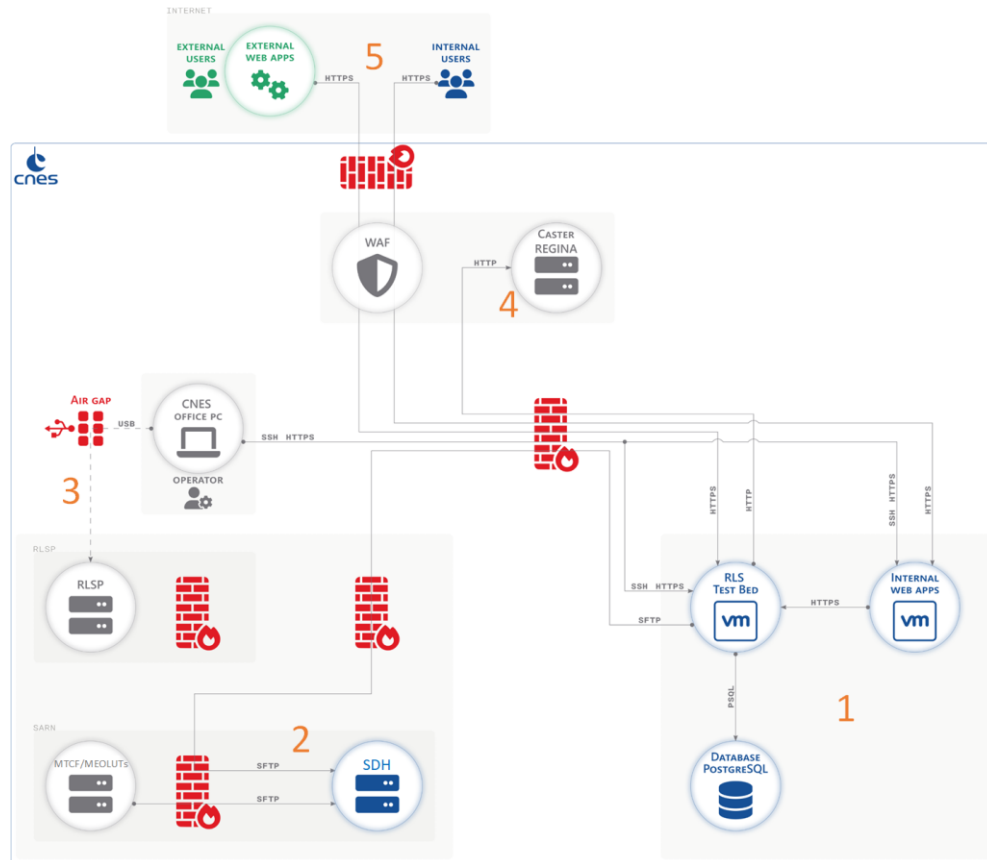 INTERNET
EXTERNAL
USERS
EXTERNAL
WEB APPS
5
INTERNAL
USERS
HTTPS
HTTPS
cnes
WAF
CASTER
REGINA
HTTP
4
AIR GAP
USB
CNES
OFFICE PC
SSH HTTPS
OPERATOR
3
HTTPS
HTTP
SSH HTTPS
HTTPS
RLSP
RLSP
SSH HTTPS
SFTP
RLS
TEST BED
vm
HTTPS
INTERNAL
WEB APPS
vm
PSQL
1
SARN
2
MTCF/MEOLUTs
SFTP
SFTP
SDH
DATABASE
POSTGRESQL